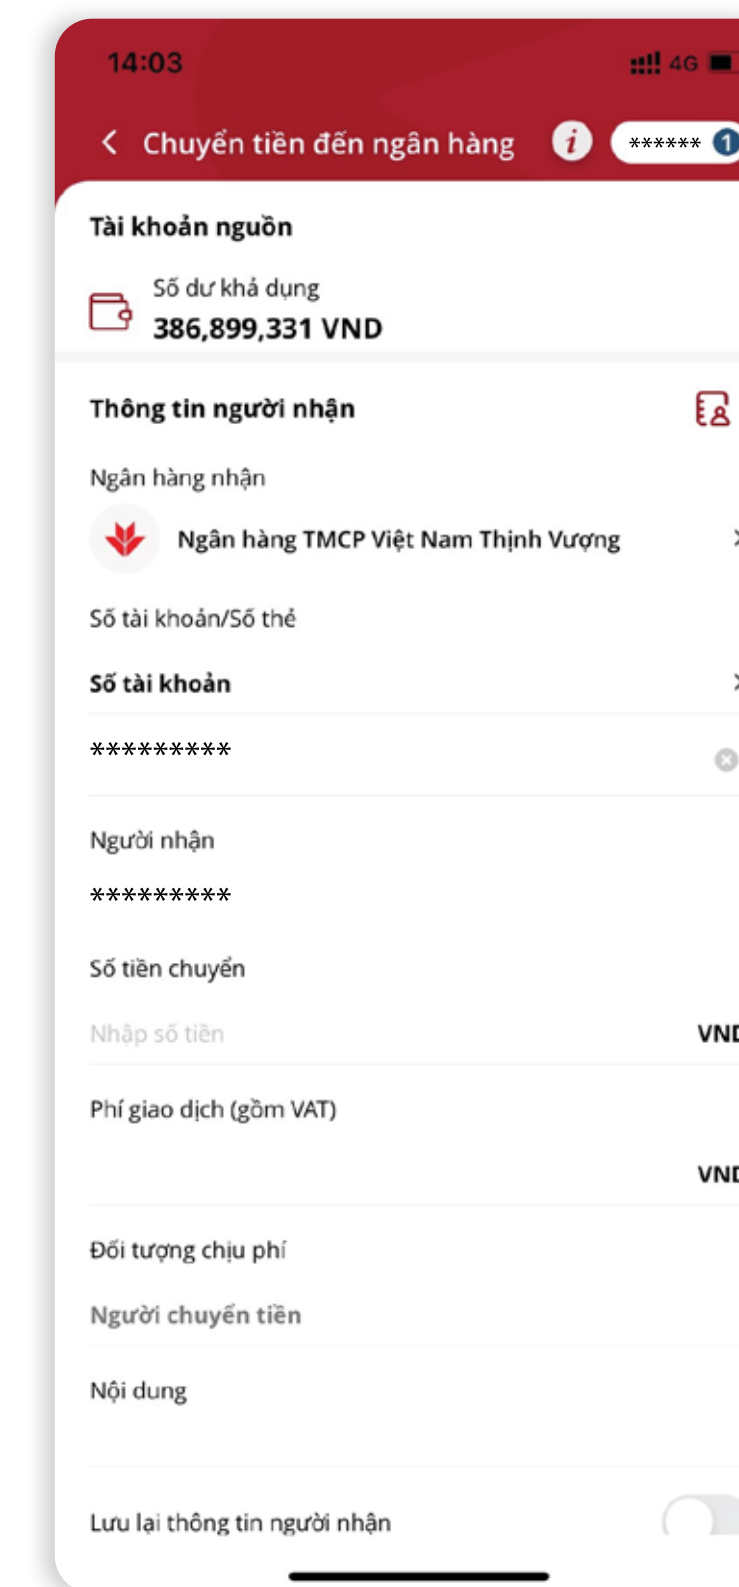 14:03 4G
Chuyển tiền đến ngân hàng i ****** 1
Tài khoản nguồn
Số dư khả dụng
386,899,331 VND
Thông tin người nhận
Ngân hàng nhận
Ngân hàng TMCP Việt Nam Thịnh Vượng
Số tài khoản/Số thẻ
Số tài khoản
*********
Người nhận
*********
Số tiền chuyển
Nhập số tiền VND
Phí giao dịch (gồm VAT)
VND
Đối tượng chịu phí
Người chuyển tiền
Nội dung
Lưu lại thông tin người nhận